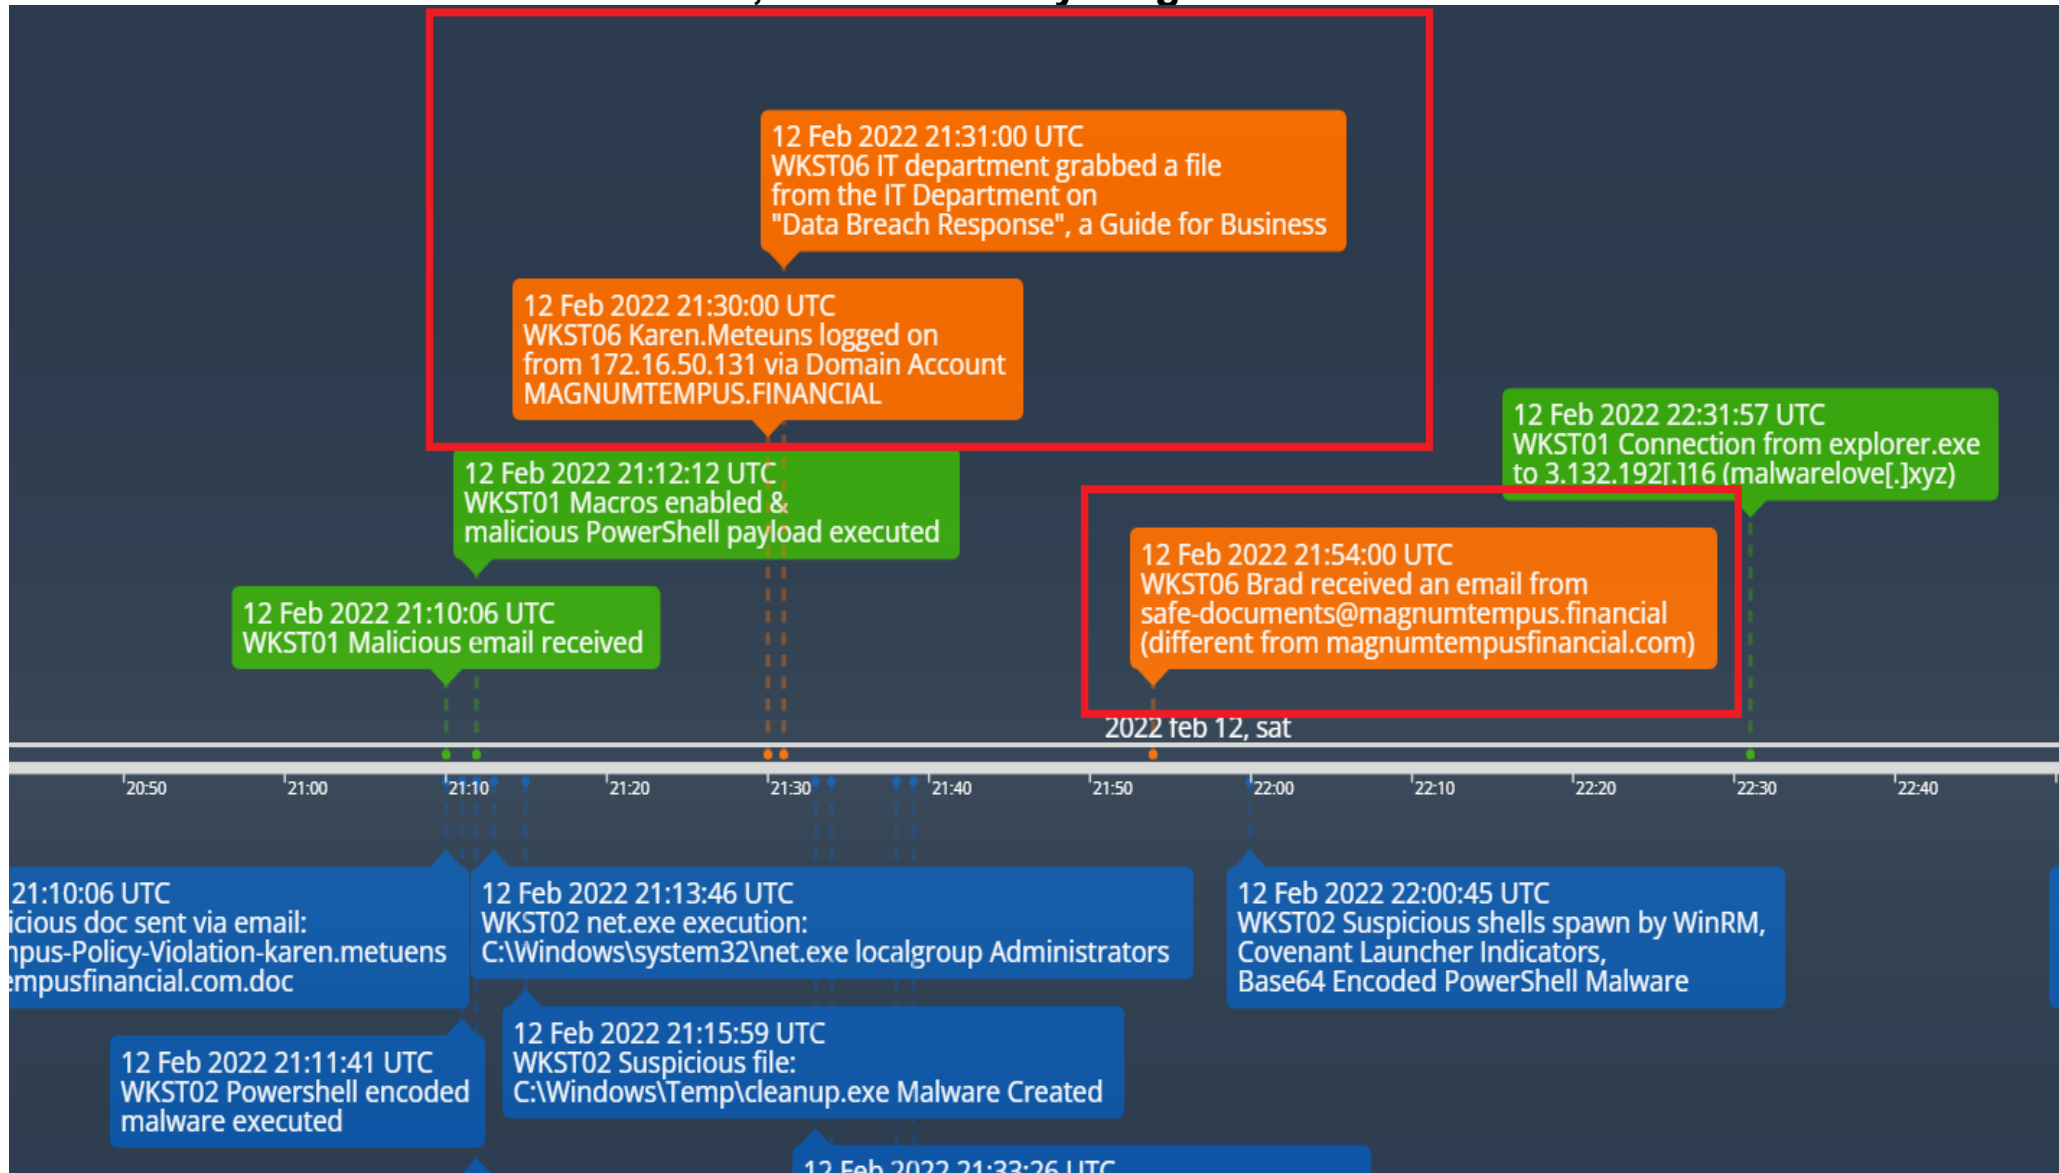 12 Feb 2022 21:31:00 UTC
WKST06 IT department grabbed a file
from the IT Department on
"Data Breach Response", a Guide for Business
12 Feb 2022 21:30:00 UTC
WKST06 Karen.Meteuns logged on
from 172.16.50.131 via Domain Account
MAGNUMTEMPUS.FINANCIAL
12 Feb 2022 22:31:57 UTC
WKST01 Connection from explorer.exe
to 3.132.192[.]16 (malwarelove[.]xyz)
12 Feb 2022 21:12:12 UTC
WKST01 Macros enabled &
malicious PowerShell payload executed
12 Feb 2022 21:54:00 UTC
WKST06 Brad received an email from
safe-documents@magnumtempus.financial
(different from magnumtempusfinancial.com)
12 Feb 2022 21:10:06 UTC
WKST01 Malicious email received
2022 feb 12, sat
20:50 21:00 21:10 21:20 21:30 21:40 21:50 22:00 22:10 22:20 22:30 22:40
21:10:06 UTC
icious doc sent via email:
npus-Policy-Violation-karen.metuens
empusfinancial.com.doc
12 Feb 2022 21:13:46 UTC
WKST02 net.exe execution:
C:\Windows\system32\net.exe localgroup Administrators
12 Feb 2022 22:00:45 UTC
WKST02 Suspicious shells spawn by WinRM,
Covenant Launcher Indicators,
Base64 Encoded PowerShell Malware
12 Feb 2022 21:15:59 UTC
WKST02 Suspicious file:
C:\Windows\Temp\cleanup.exe Malware Created
12 Feb 2022 21:11:41 UTC
WKST02 Powershell encoded
malware executed
12 Feb 2022 21:33:26 UTC